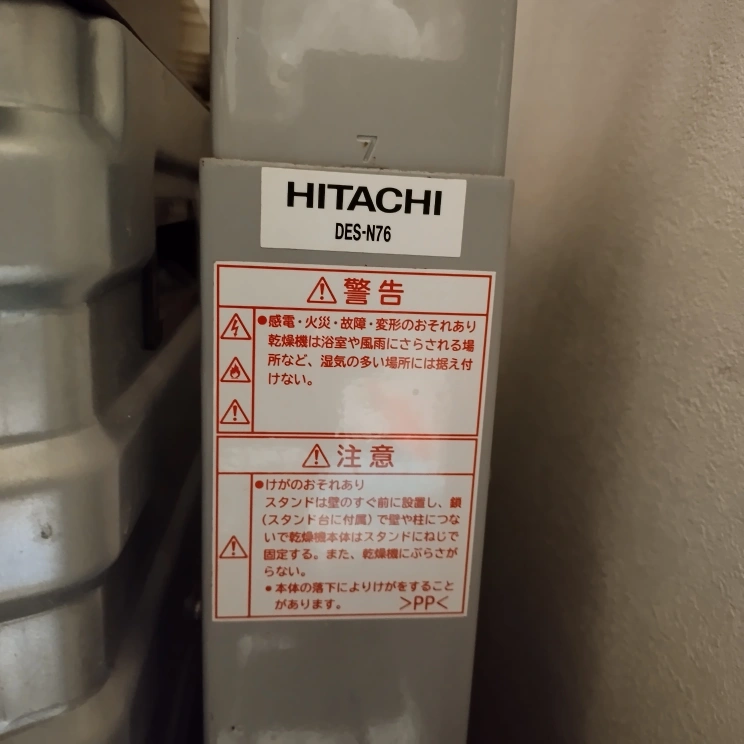 7
HITACHI
DES-N76
警告
●感電・火災・故障・変形のおそれあり
乾燥機は浴室や風雨にさらされる場
所など、湿気の多い場所には据え付
けない。
注意
●けがのおそれあり
スタンドは壁のすぐ前に設置し、鎖
(スタンド台に付属)で壁や柱につな
いで乾燥機本体はスタンドにねじで
固定する。また、乾燥機にぶらさが
らない。
●本体の落下によりけがをすること
があります。 >PP<